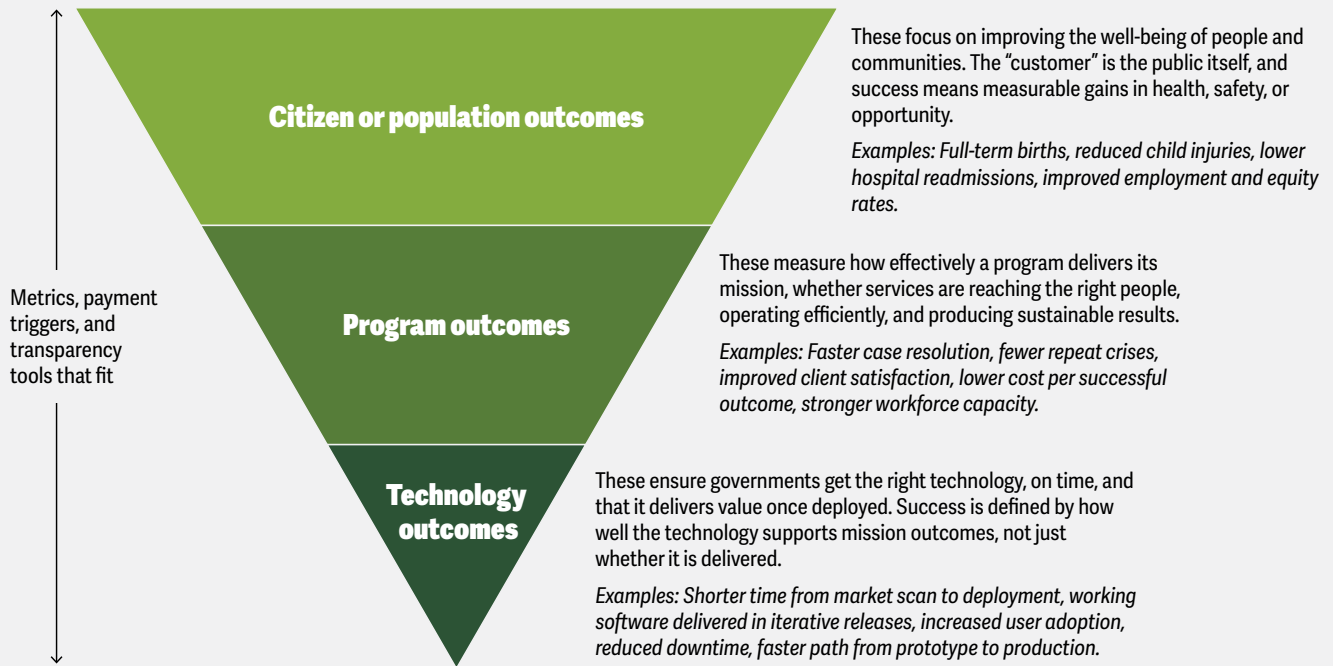 Metrics, payment
triggers, and
transparency
tools that fit
Citizen or population outcomes
These focus on improving the well-being of people and
communities. The “customer” is the public itself, and
success means measurable gains in health, safety, or
opportunity.
Examples: Full-term births, reduced child injuries, lower
hospital readmissions, improved employment and equity
rates.
Program outcomes
These measure how effectively a program delivers its
mission, whether services are reaching the right people,
operating efficiently, and producing sustainable results.
Examples: Faster case resolution, fewer repeat crises,
improved client satisfaction, lower cost per successful
outcome, stronger workforce capacity.
Technology
outcomes
These ensure governments get the right technology, on time, and
that it delivers value once deployed. Success is defined by how
well the technology supports mission outcomes, not just
whether it is delivered.
Examples: Shorter time from market scan to deployment, working
software delivered in iterative releases, increased user adoption,
reduced downtime, faster path from prototype to production.